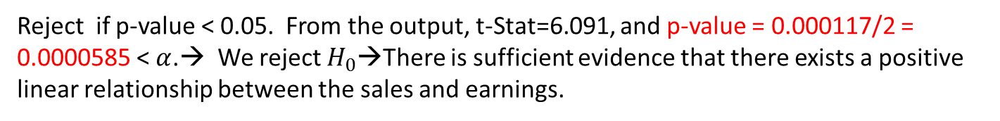 Reject  if p-value < 0.05.  From the output, t-Stat=6.091, and p-value = 0.000117/2 =
0.0000585 < α.→  We reject H₀→There is sufficient evidence that there exists a positive
linear relationship between the sales and earnings.